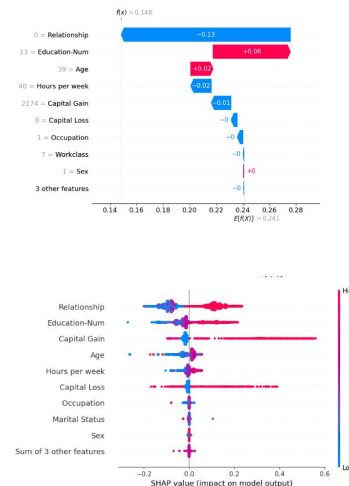 f(x) = 0.148
0 = Relationship
−0.13
13 = Education-Num
+0.06
39 = Age
+0.02
40 = Hours per week
−0.02
2174 = Capital Gain
−0.01
0 = Capital Loss
−0
1 = Occupation
−0
7 = Workclass
−0
1 = Sex
+0
3 other features
−0
0.14 0.16 0.18 0.20 0.22 0.24 0.26 0.28
E[f(X)] = 0.241
Hi
Relationship
Education-Num
Capital Gain
Age
Hours per week
Capital Loss
Occupation
Marital Status
Sex
Sum of 3 other features
Lo
−0.2 0.0 0.2 0.4 0.6
SHAP value (impact on model output)